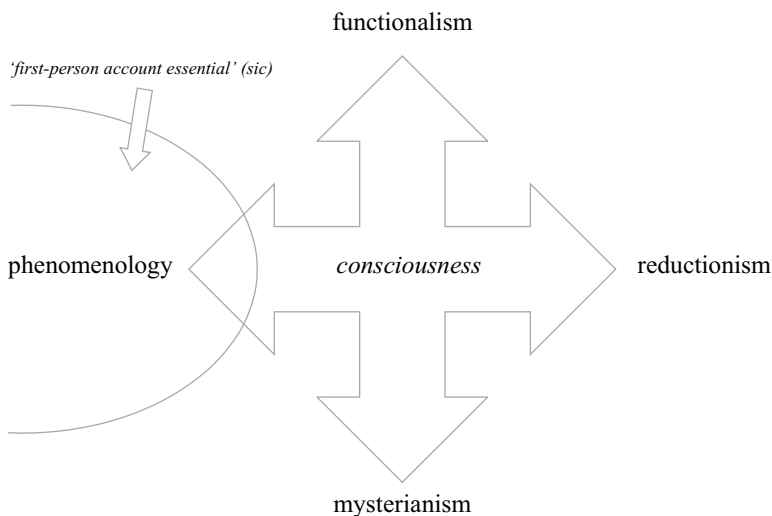 functionalism
‘first-person account essential’ (sic)
phenomenology
consciousness
reductionism
mysterianism